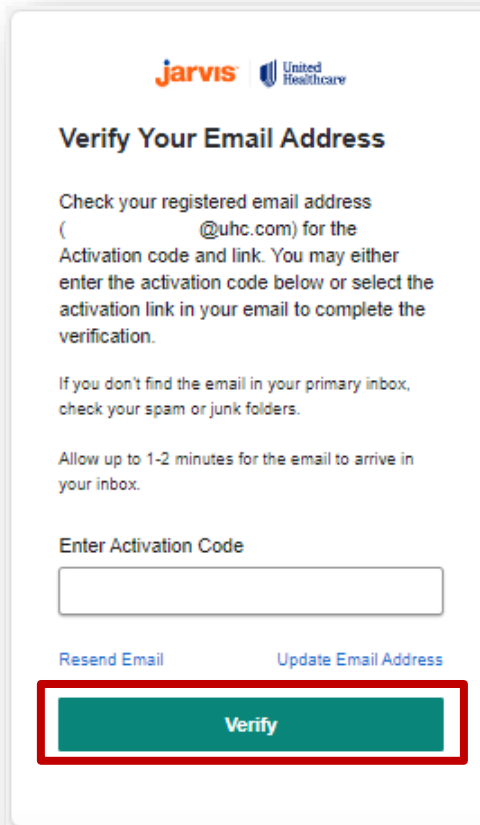 jarvis United
Healthcare
Verify Your Email Address
Check your registered email address
( @uhc.com) for the
Activation code and link. You may either
enter the activation code below or select the
activation link in your email to complete the
verification.
If you don't find the email in your primary inbox,
check your spam or junk folders.
Allow up to 1-2 minutes for the email to arrive in
your inbox.
Enter Activation Code
Resend Email Update Email Address
Verify